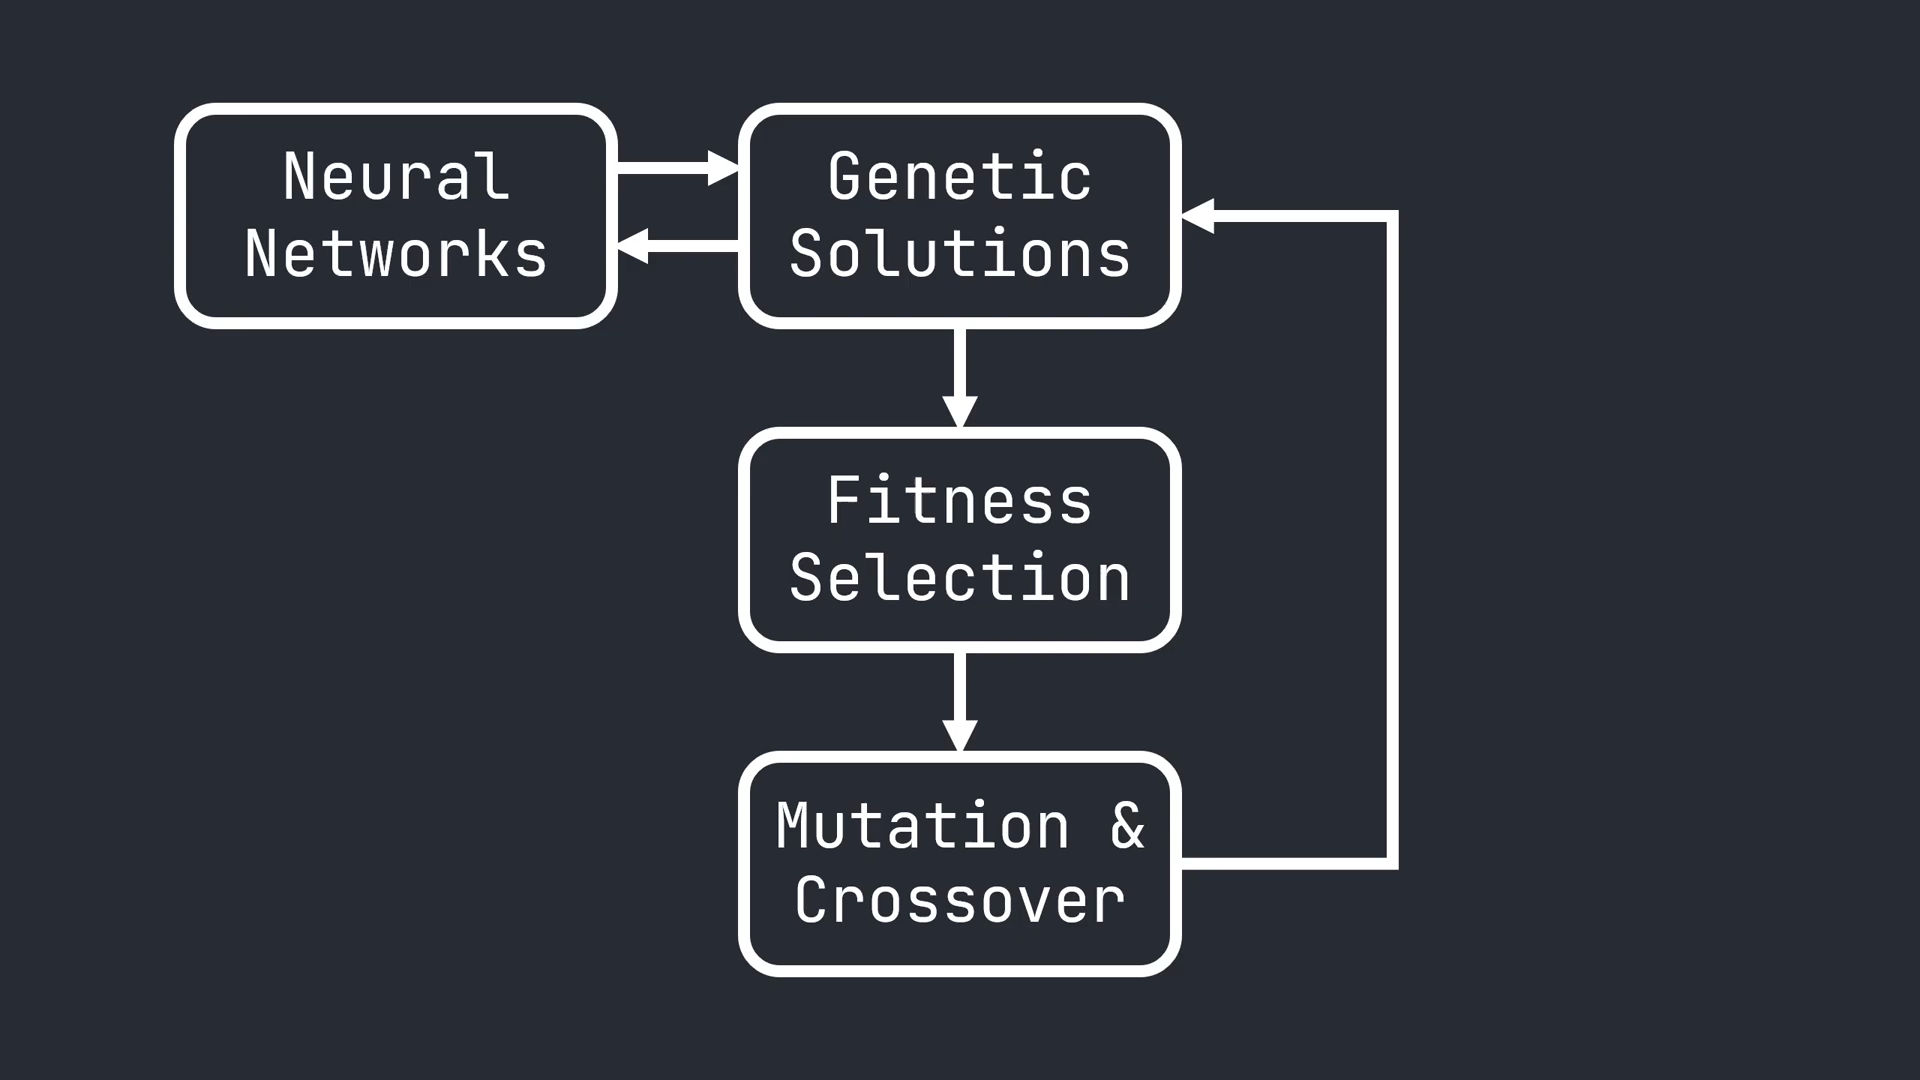 Neural
Networks
Genetic
Solutions
Fitness
Selection
Mutation &
Crossover